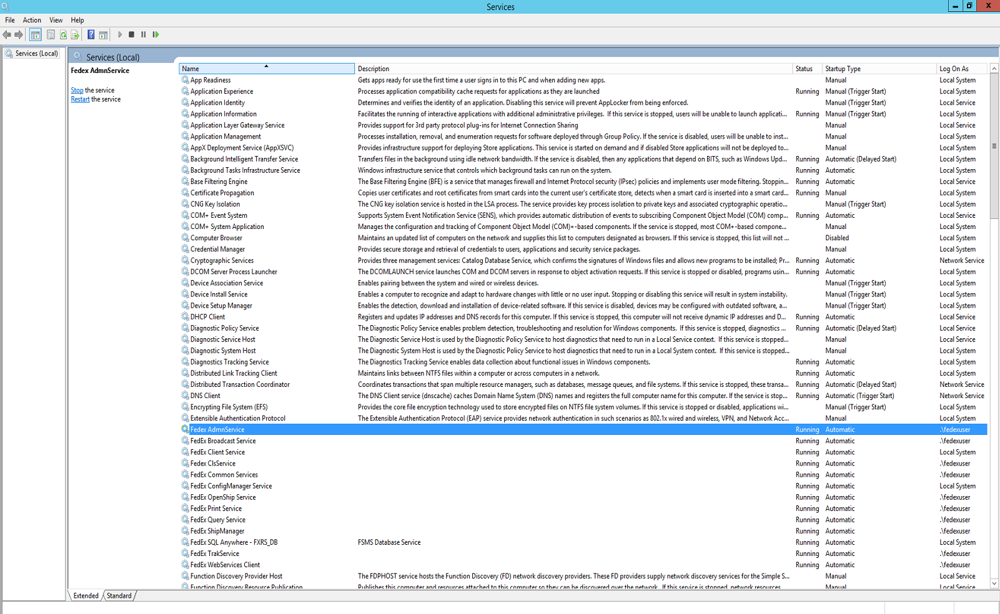 Services
File Action View Help
Services (Local)
Services (Local)
Fedex AdmnService
Stop the service
Restart the service
Name Description Status Startup Type Log On As
App Readiness Gets apps ready for use the first time a user signs in to this PC and when adding new apps. Manual Local System
Application Experience Processes application compatibility cache requests for applications as they are launched Running Manual (Trigger Start) Local System
Application Identity Determines and verifies the identity of an application. Disabling this service will prevent AppLocker from being enforced. Manual (Trigger Start) Local Service
Application Information Facilitates the running of interactive applications with additional administrative privileges. If this service is stopped, users will be unable to launch applicati... Running Manual (Trigger Start) Local System
Application Layer Gateway Service Provides support for 3rd party protocol plug-ins for Internet Connection Sharing Manual Local Service
Application Management Processes installation, removal, and enumeration requests for software deployed through Group Policy. If the service is disabled, users will be unable to inst... Manual Local System
AppX Deployment Service (AppXSVC) Provides infrastructure support for deploying Store applications. This service is started on demand and if disabled Store applications will not be deployed to... Manual Local System
Background Intelligent Transfer Service Transfers files in the background using idle network bandwidth. If the service is disabled, then any applications that depend on BITS, such as Windows Upd... Running Automatic (Delayed Start) Local System
Background Tasks Infrastructure Service Windows infrastructure service that controls which background tasks can run on the system. Running Automatic Local System
Base Filtering Engine The Base Filtering Engine (BFE) is a service that manages firewall and Internet Protocol security (IPsec) policies and implements user mode filtering. Stoppin... Running Automatic Local Service
Certificate Propagation Copies user certificates and root certificates from smart cards into the current user's certificate store, detects when a smart card is inserted into a smart card... Running Manual Local System
CNG Key Isolation The CNG key isolation service is hosted in the LSA process. The service provides key process isolation to private keys and associated cryptographic operatio... Manual (Trigger Start) Local System
COM+ Event System Supports System Event Notification Service (SENS), which provides automatic distribution of events to subscribing Component Object Model (COM) comp... Running Automatic Local Service
COM+ System Application Manages the configuration and tracking of Component Object Model (COM)+-based components. If the service is stopped, most COM+-based compone... Manual Local System
Computer Browser Maintains an updated list of computers on the network and supplies this list to computers designated as browsers. If this service is stopped, this list will not ... Disabled Local System
Credential Manager Provides secure storage and retrieval of credentials to users, applications and security service packages. Manual Local System
Cryptographic Services Provides three management services: Catalog Database Service, which confirms the signatures of Windows files and allows new programs to be installed; Pr... Running Automatic Network Service
DCOM Server Process Launcher The DCOMLAUNCH service launches COM and DCOM servers in response to object activation requests. If this service is stopped or disabled, programs usin... Running Automatic Local System
Device Association Service Enables pairing between the system and wired or wireless devices. Manual (Trigger Start) Local System
Device Install Service Enables a computer to recognize and adapt to hardware changes with little or no user input. Stopping or disabling this service will result in system instability. Manual (Trigger Start) Local System
Device Setup Manager Enables the detection, download and installation of device-related software. If this service is disabled, devices may be configured with outdated software, a... Manual (Trigger Start) Local System
DHCP Client Registers and updates IP addresses and DNS records for this computer. If this service is stopped, this computer will not receive dynamic IP addresses and D... Running Automatic Local Service
Diagnostic Policy Service The Diagnostic Policy Service enables problem detection, troubleshooting and resolution for Windows components. If this service is stopped, diagnostics ... Running Automatic (Delayed Start) Local Service
Diagnostic Service Host The Diagnostic Service Host is used by the Diagnostic Policy Service to host diagnostics that need to run in a Local Service context. If this service is stopped... Manual Local Service
Diagnostic System Host The Diagnostic System Host is used by the Diagnostic Policy Service to host diagnostics that need to run in a Local System context. If this service is stopped... Manual Local System
Diagnostics Tracking Service The Diagnostics Tracking Service enables data collection about functional issues in Windows components. Running Automatic Local System
Distributed Link Tracking Client Maintains links between NTFS files within a computer or across computers in a network. Running Automatic Local System
Distributed Transaction Coordinator Coordinates transactions that span multiple resource managers, such as databases, message queues, and file systems. If this service is stopped, these transa... Running Automatic (Delayed Start) Network Service
DNS Client The DNS Client service (dnscache) caches Domain Name System (DNS) names and registers the full computer name for this computer. If the service is stop... Running Automatic (Trigger Start) Network Service
Encrypting File System (EFS) Provides the core file encryption technology used to store encrypted files on NTFS file system volumes. If this service is stopped or disabled, applications wi... Manual (Trigger Start) Local System
Extensible Authentication Protocol The Extensible Authentication Protocol (EAP) service provides network authentication in such scenarios as 802.1x wired and wireless, VPN, and Network Acc... Manual Local System
Fedex AdmnService Running Automatic .\fedexuser
FedEx Broadcast Service Running Automatic .\fedexuser
FedEx Client Service Running Automatic Local System
Fedex ClsService Running Automatic .\fedexuser
FedEx Common Services Running Automatic .\fedexuser
FedEx ConfigManager Service Running Automatic Local System
FedEx OpenShip Service Running Automatic .\fedexuser
FedEx Print Service Running Automatic .\fedexuser
FedEx Query Service Running Automatic .\fedexuser
FedEx ShipManager Running Automatic .\fedexuser
FedEx SQL Anywhere - FXRS_DB FSMS Database Service Running Automatic Local System
FedEx TrakService Running Automatic .\fedexuser
FedEx WebServices Client Running Automatic .\fedexuser
Function Discovery Provider Host The FDPHOST service hosts the Function Discovery (FD) network discovery providers. These FD providers supply network discovery services for the Simple S... Manual Local Service
Function Discovery Resource Publication Publishes this computer and resources attached to this computer so they can be discovered over the network. If this service is stopped, network resources Manual Local Service
Extended Standard